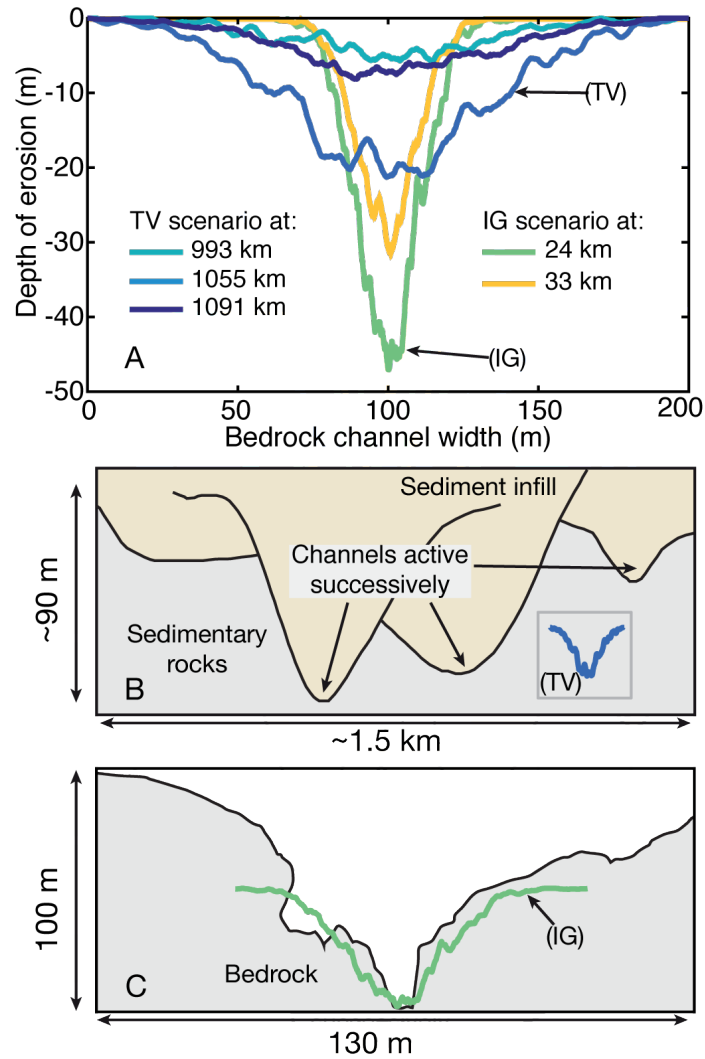 0
-10
-20
-30
-40
-50
Depth of erosion (m)
(TV)
TV scenario at:
993 km
1055 km
1091 km
IG scenario at:
24 km
33 km
A
(IG)
0
50
100
150
200
Bedrock channel width (m)
~90 m
Sediment infill
Channels active
successively
Sedimentary
rocks
B
(TV)
~1.5 km
100 m
(IG)
Bedrock
C
130 m